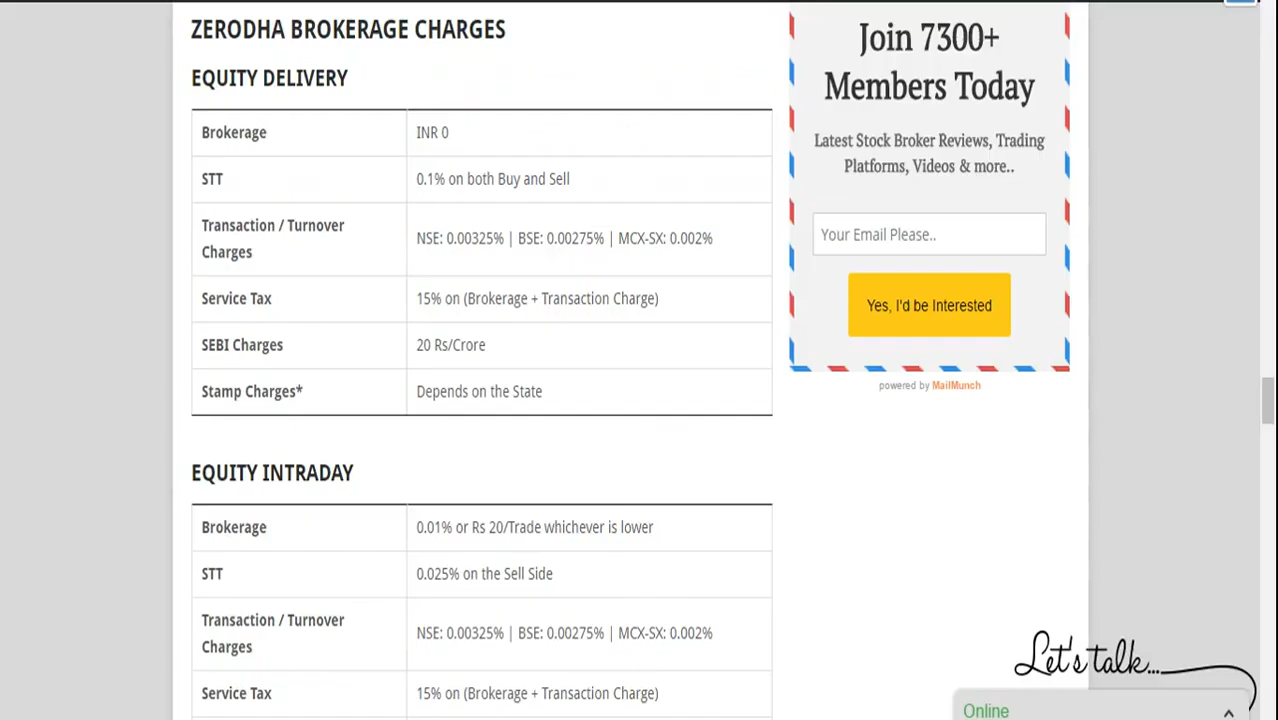 ZERODHA BROKERAGE CHARGES
EQUITY DELIVERY
Brokerage INR 0
STT 0.1% on both Buy and Sell
Transaction / Turnover
Charges NSE: 0.00325% | BSE: 0.00275% | MCX-SX: 0.002%
Service Tax 15% on (Brokerage + Transaction Charge)
SEBI Charges 20 Rs/Crore
Stamp Charges* Depends on the State
EQUITY INTRADAY
Brokerage 0.01% or Rs 20/Trade whichever is lower
STT 0.025% on the Sell Side
Transaction / Turnover
Charges NSE: 0.00325% | BSE: 0.00275% | MCX-SX: 0.002%
Service Tax 15% on (Brokerage + Transaction Charge)
Join 7300+
Members Today
Latest Stock Broker Reviews, Trading
Platforms, Videos & more..
Your Email Please..
Yes, I'd be Interested
powered by MailMunch
Let's talk...
Online